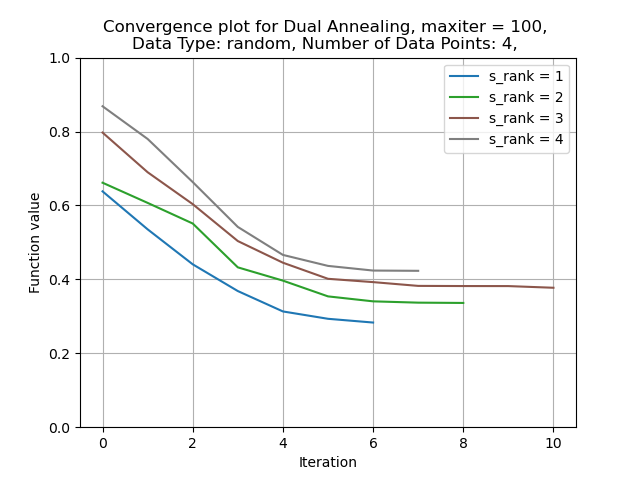 Convergence plot for Dual Annealing, maxiter = 100,
Data Type: random, Number of Data Points: 4,
1.0
0.8
0.6
0.4
0.2
0.0
Function value
s_rank = 1
s_rank = 2
s_rank = 3
s_rank = 4
0 2 4 6 8 10
Iteration